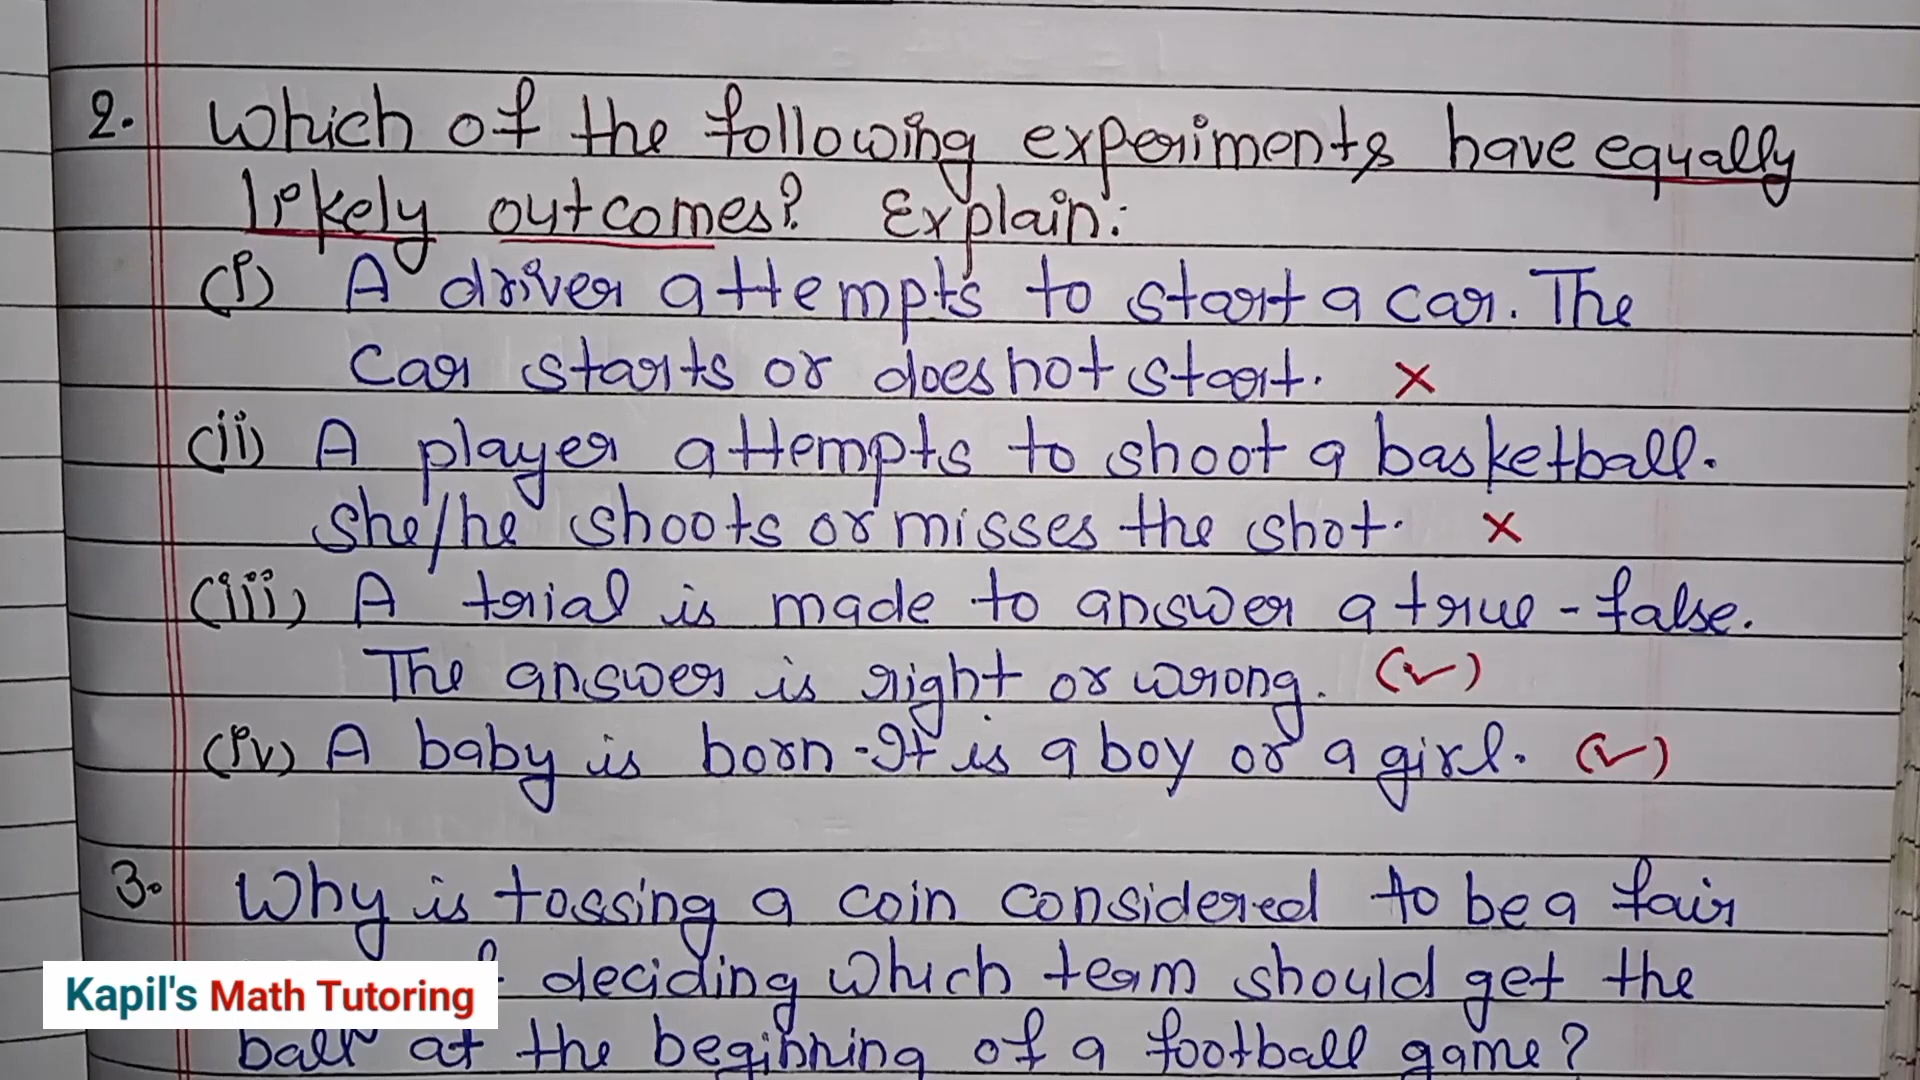 2. Which of the following experiments have equally
likely outcomes? Explain:
(i) A driver attempts to start a car. The
Car starts or does not start. ×
(ii) A player attempts to shoot a basketball.
She/he shoots or misses the shot. ×
(iii) A trial is made to answer a true-false.
The answer is right or wrong. (✓)
(iv) A baby is born. It is a boy or a girl. (✓)
3. Why is tossing a coin considered to be a fair
deciding which team should get the
ball at the beginning of a football game?
Kapil's Math Tutoring